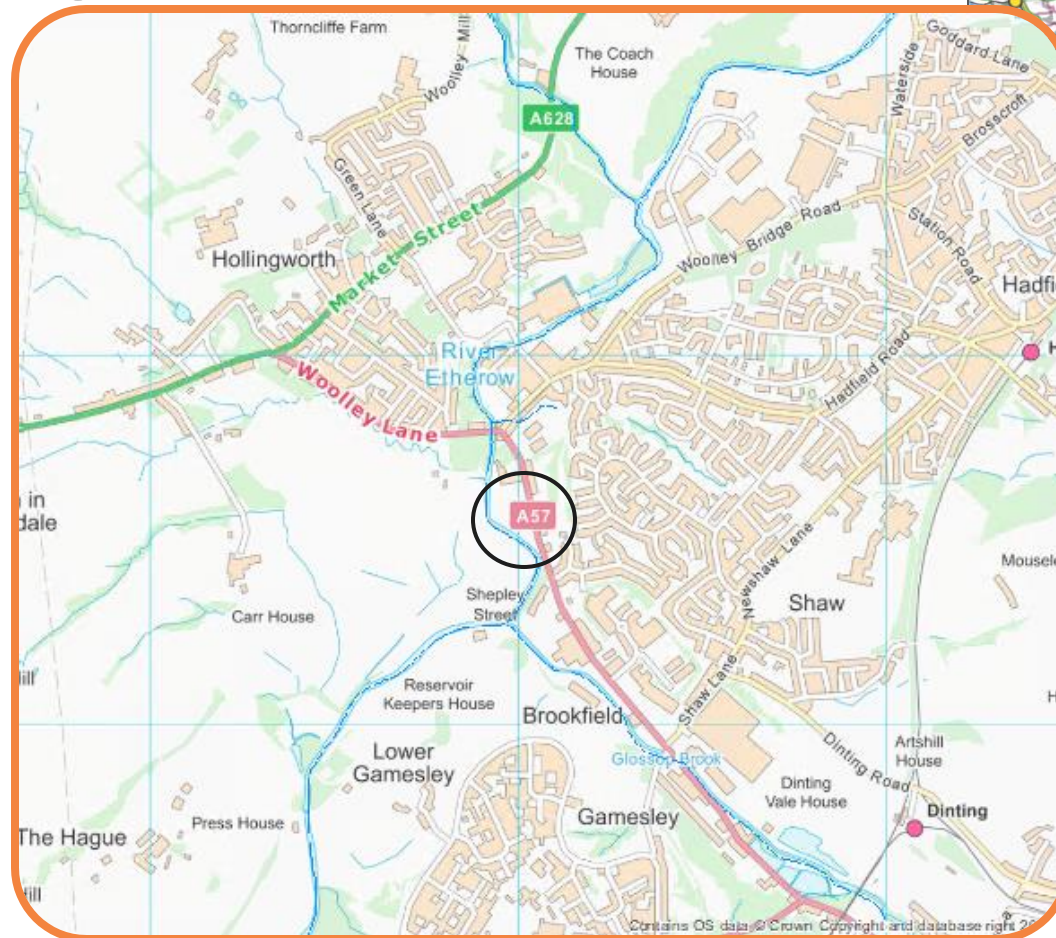 Thorncliffe Farm
Woolley Mill
The Coach
House
Goddard Lane
Waterside
A628
Brosscroft
Green Lane
Market Street
Station Road
Woolley Bridge Road
Hollingworth
River
Etherow
Hadfield Road
Woolley Lane
in
A57
Newshaw Lane
Shepley
Street
Shaw
Carr House
Shaw Lane
Reservoir
Keepers House
Brookfield
Lower
Gamesley
Glossop Brook
Artshill
House
Dinting Road
Dinting
Vale House
Gamesley
Dinting
Press House
The Hague
Contains OS data © Crown Copyright and database right